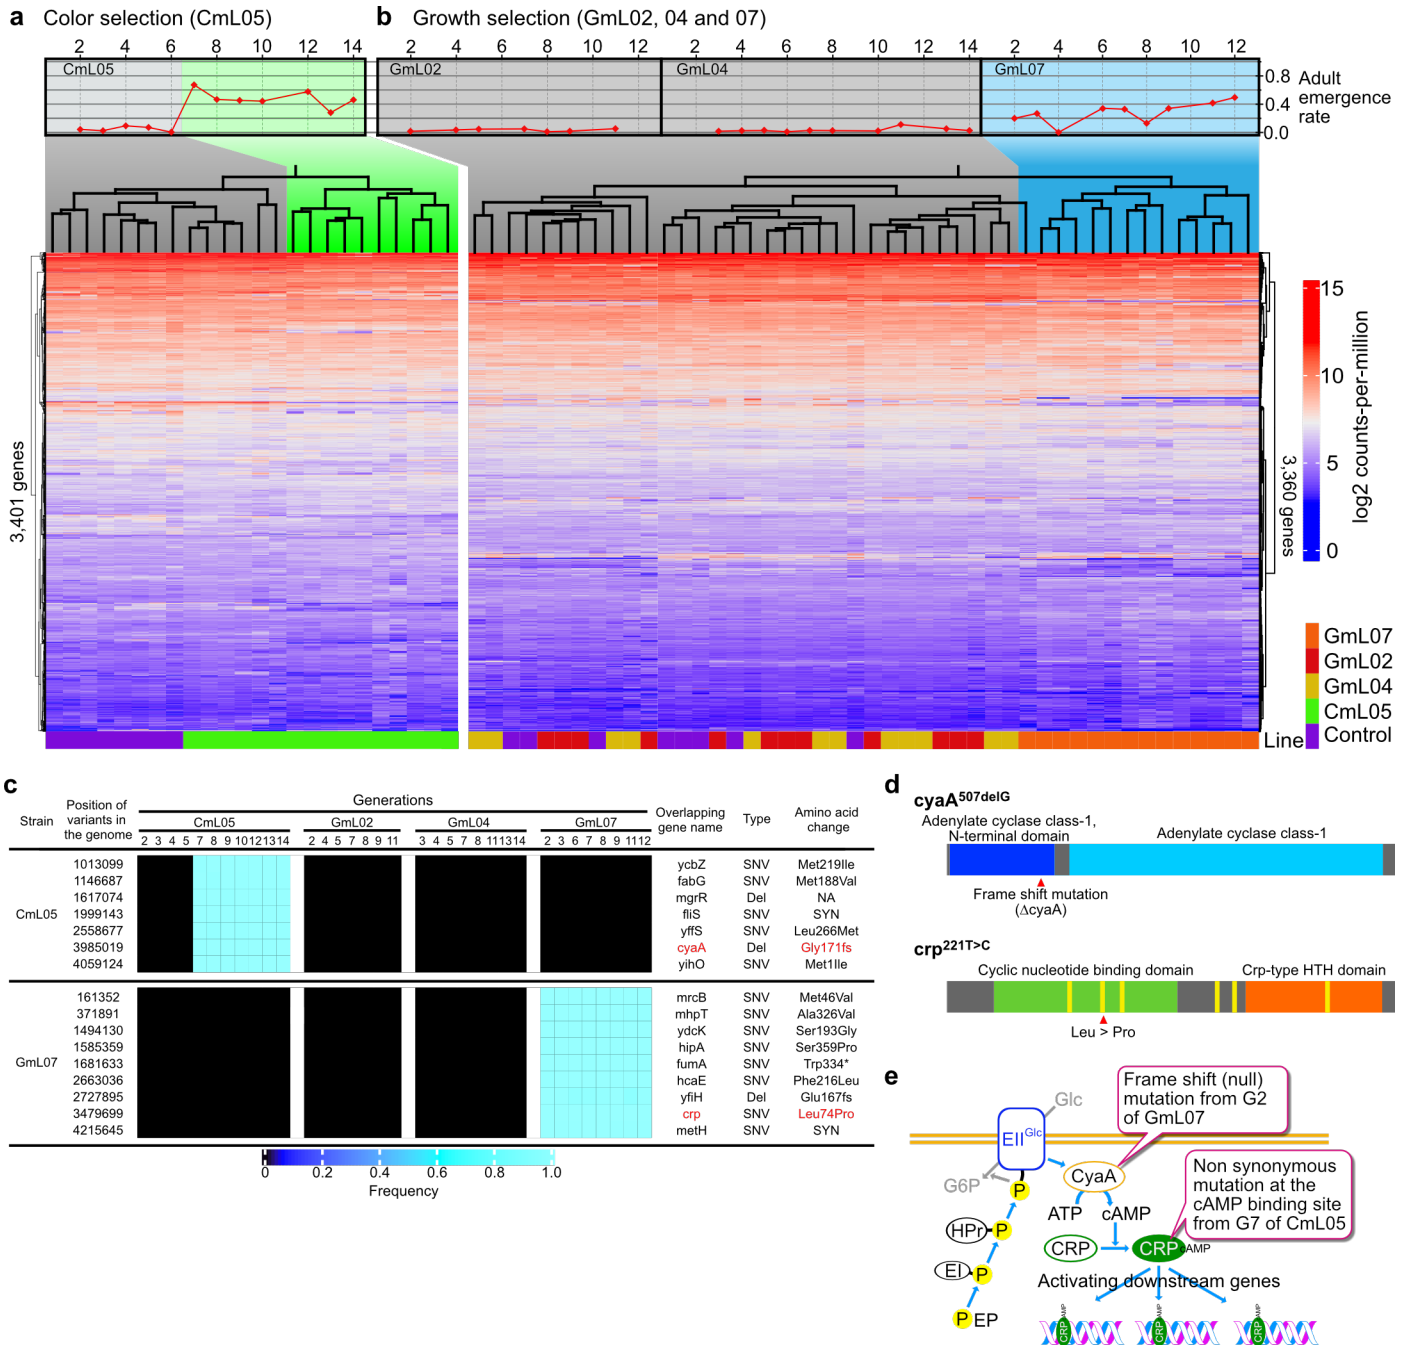 a Color selection (CmL05)
b Growth selection (GmL02, 04 and 07)
2 4 6 8 10 12 14
2 4 6 8 10 12
2 4 6 8 10 12 14
2 4 6 8 10 12
CmL05
GmL02
GmL04
GmL07
0.8
0.4
0.0
Adult
emergence
rate
3,401 genes
3,360 genes
15
10
5
0
log2 counts-per-million
GmL07
GmL02
GmL04
CmL05
Control
Line
c
Generations
Strain
Position of
variants in
the genome
CmL05
GmL02
GmL04
GmL07
Overlapping
gene name
Type
Amino acid
change
2 3 4 5 7 8 9 10 12 13 14
2 4 5 7 8 9 11
3 4 5 6 7 8 11 13 14
2 3 6 7 8 9 11 12
CmL05
1013099 ycbZ SNV Met219Ile
1146687 fabG SNV Met188Val
1617074 mgrR Del NA
1999143 fliS SNV SYN
2558677 yffS SNV Leu266Met
3985019 cyaA Del Gly171fs
4059124 yihO SNV Met1Ile
GmL07
161352 mrcB SNV Met46Val
371891 mhpT SNV Ala326Val
1494130 ydcK SNV Ser193Gly
1585359 hipA SNV Ser359Pro
1681633 fumA SNV Trp334*
2663036 hcaE SNV Phe216Leu
2727895 yfiH Del Glu167fs
3479699 crp SNV Leu74Pro
4215645 metH SNV SYN
0 0.2 0.4 0.6 0.8 1.0
Frequency
d
cyaA507delG
Adenylate cyclase class-1,
N-terminal domain
Adenylate cyclase class-1
Frame shift mutation
(ΔcyaA)
crp221T>C
Cyclic nucleotide binding domain
Crp-type HTH domain
Leu > Pro
e
Frame shift (null)
mutation from G2
of GmL07
Glc
EIIGlc
G6P
P
CyaA
Non synonymous
mutation at the
cAMP binding site
from G7 of CmL05
ATP cAMP
HPr P
CRP
CRP cAMP
EI P
Activating downstream genes
P EP
CRP AMP
CRP AMP
CRP AMP